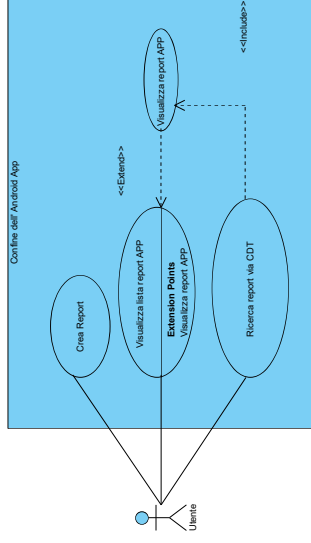 Confine dell' Android App
Crea Report
Visualizza lista report APP
Extension Points
Visualizza report APP
<<Extend>>
Visualizza report APP
Ricerca report via CDT
<<Include>>
Utente